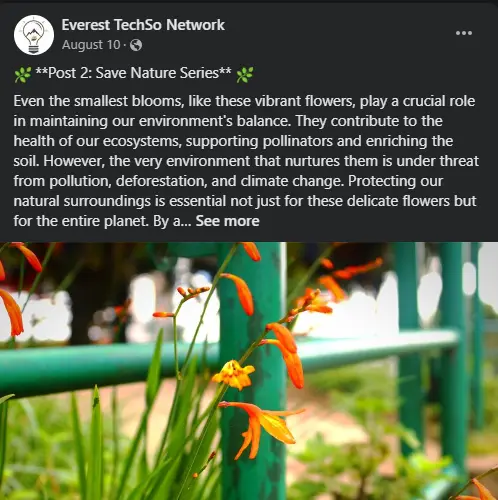 Everest TechSo Network
August 10 ·
🌿 **Post 2: Save Nature Series** 🌿
Even the smallest blooms, like these vibrant flowers, play a crucial role
in maintaining our environment's balance. They contribute to the
health of our ecosystems, supporting pollinators and enriching the
soil. However, the very environment that nurtures them is under threat
from pollution, deforestation, and climate change. Protecting our
natural surroundings is essential not just for these delicate flowers but
for the entire planet. By a... See more